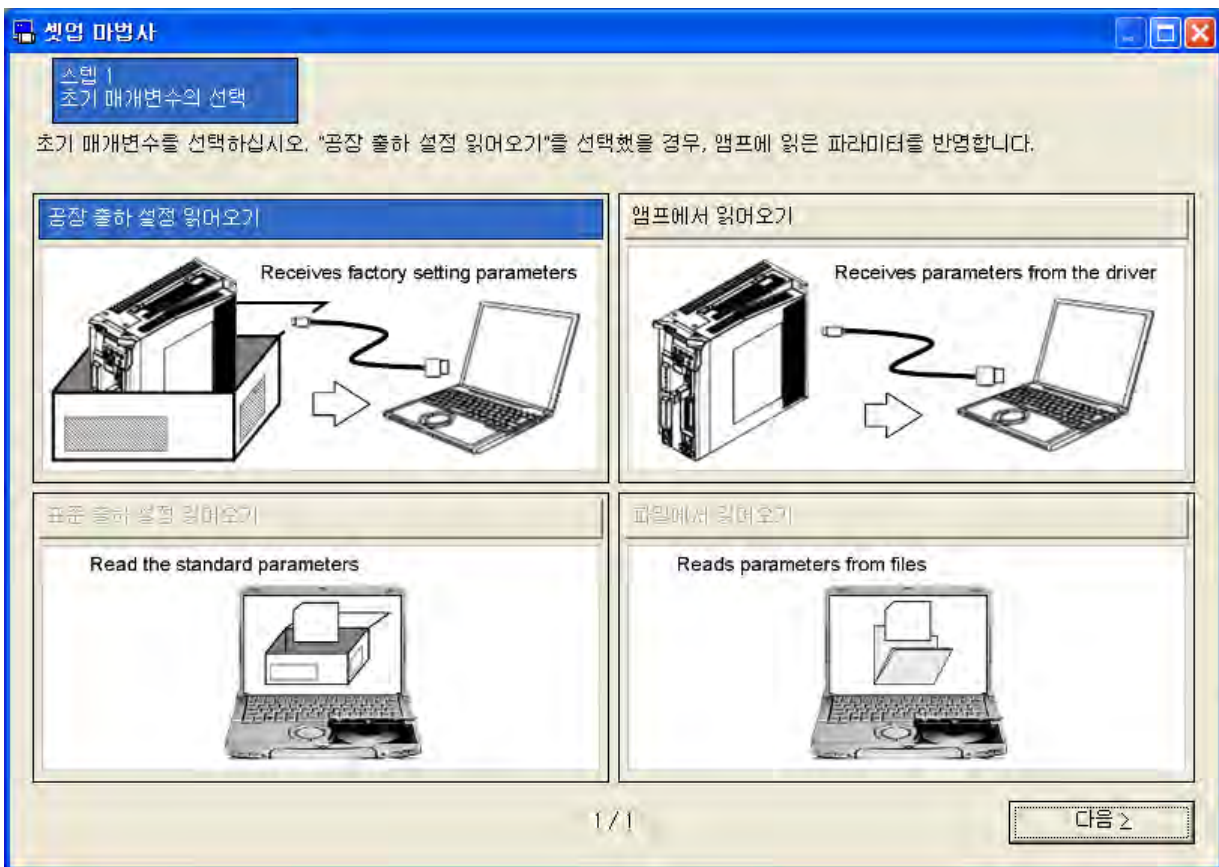 셋업 마법사
스텝 1
초기 매개변수의 선택
초기 매개변수를 선택하십시오. "공장 출하 설정 읽어오기"를 선택했을 경우, 앰프에 읽은 파라미터를 반영합니다.
공장 출하 설정 읽어오기
앰프에서 읽어오기
Receives factory setting parameters
Receives parameters from the driver
표준 출하 설정 읽어오기
파일에서 읽어오기
Read the standard parameters
Reads parameters from files
1 / 1
다음 >